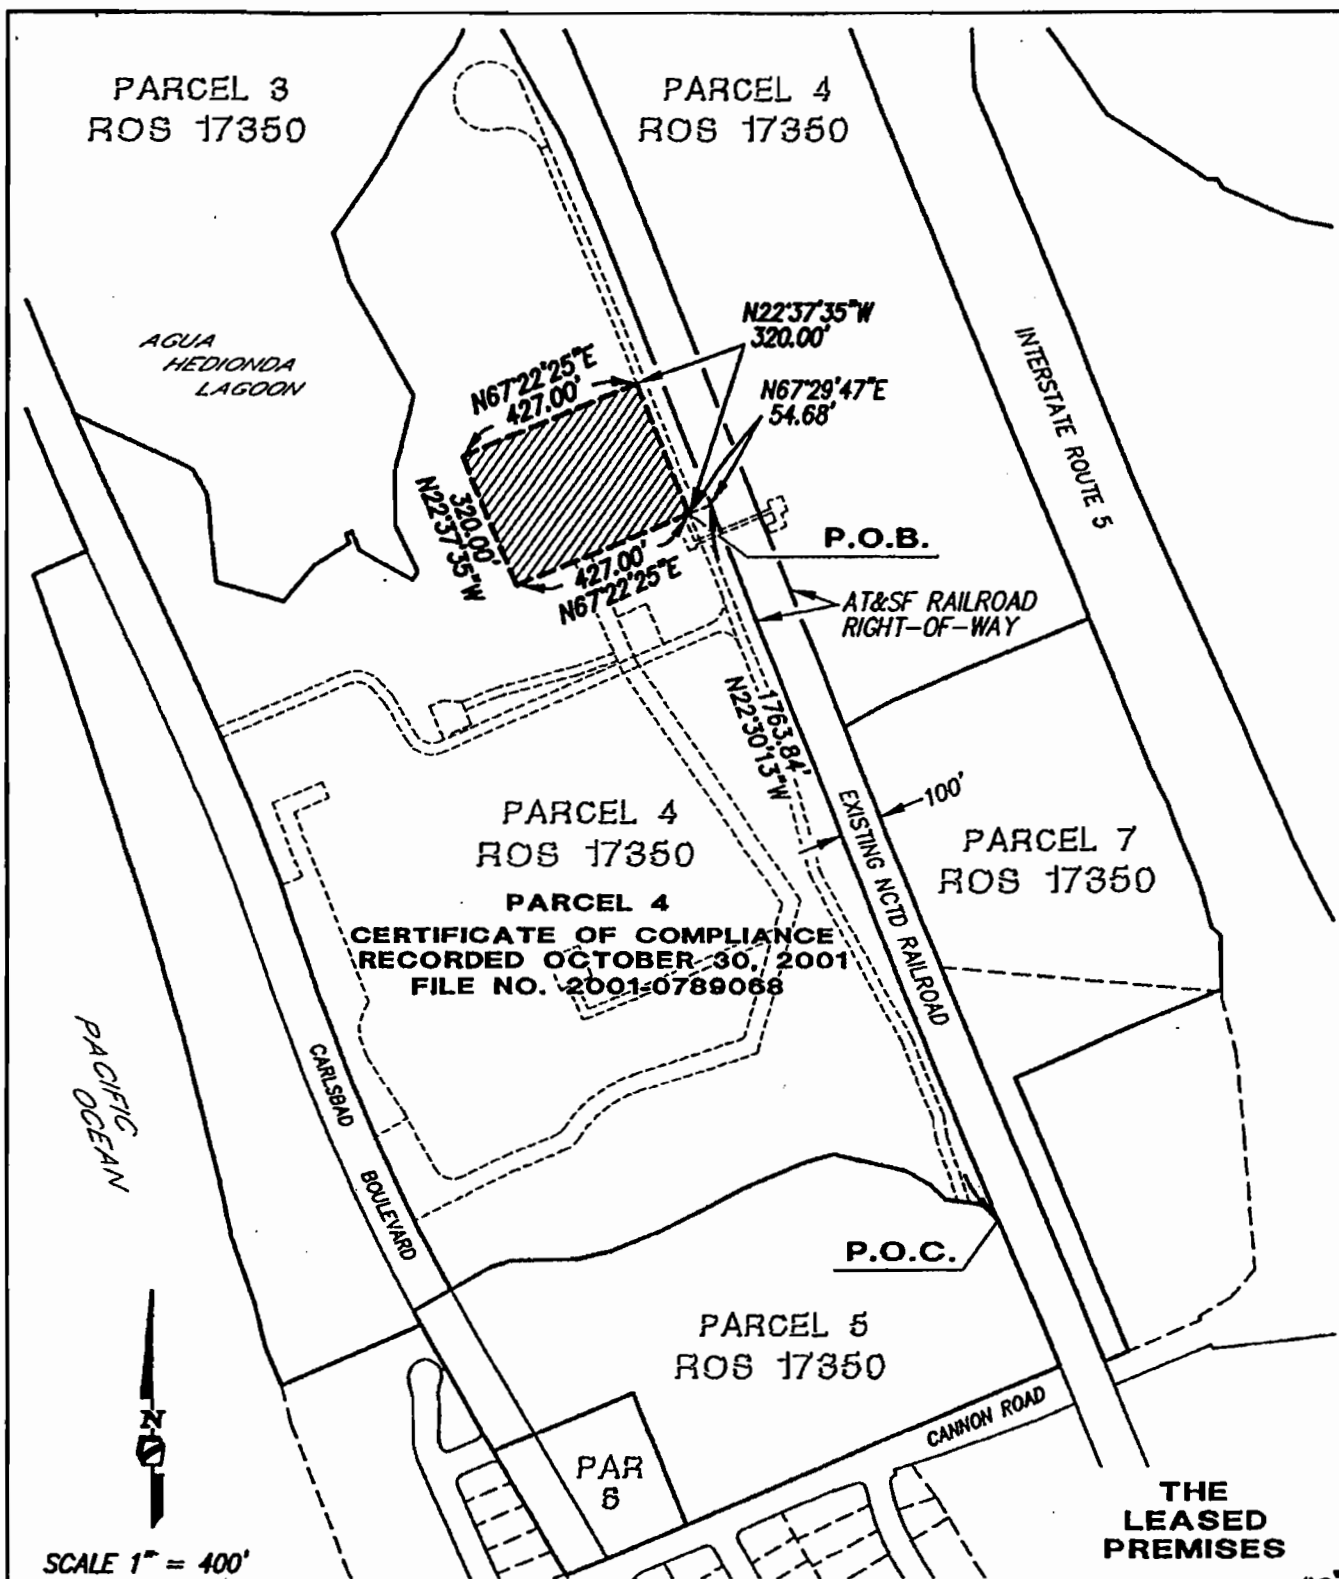 PARCEL 3
ROS 17350
PARCEL 4
ROS 17350
N22°37'35"W
320.00'
AGUA
HEDIONDA
LAGOON
N67°22'25"E
427.00'
N67°29'47"E
54.68'
INTERSTATE ROUTE 5
320.00'
N22°37'35"W
427.00'
N67°22'25"E
P.O.B.
AT&SF RAILROAD
RIGHT-OF-WAY
1763.84'
N22°30'13"W
EXISTING NCTD RAILROAD
100'
PARCEL 4
ROS 17350
PARCEL 7
ROS 17350
PARCEL 4
CERTIFICATE OF COMPLIANCE
RECORDED OCTOBER 30, 2001
FILE NO. 2001-0789068
PACIFIC
OCEAN
CARLSBAD
BOULEVARD
P.O.C.
PARCEL 5
ROS 17350
N
CANNON ROAD
PAR
6
THE
LEASED
PREMISES
SCALE 1" = 400'